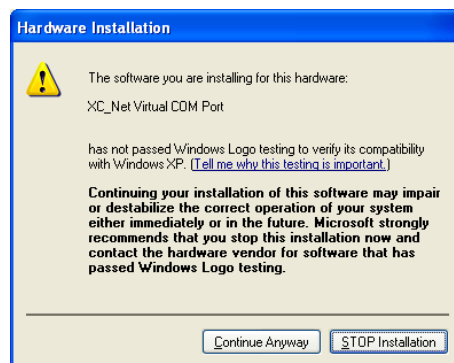 Hardware Installation
The software you are installing for this hardware:
XC_Net Virtual COM Port
has not passed Windows Logo testing to verify its compatibility
with Windows XP. (Tell me why this testing is important.)
Continuing your installation of this software may impair
or destabilize the correct operation of your system
either immediately or in the future. Microsoft strongly
recommends that you stop this installation now and
contact the hardware vendor for software that has
passed Windows Logo testing.
Continue Anyway STOP Installation